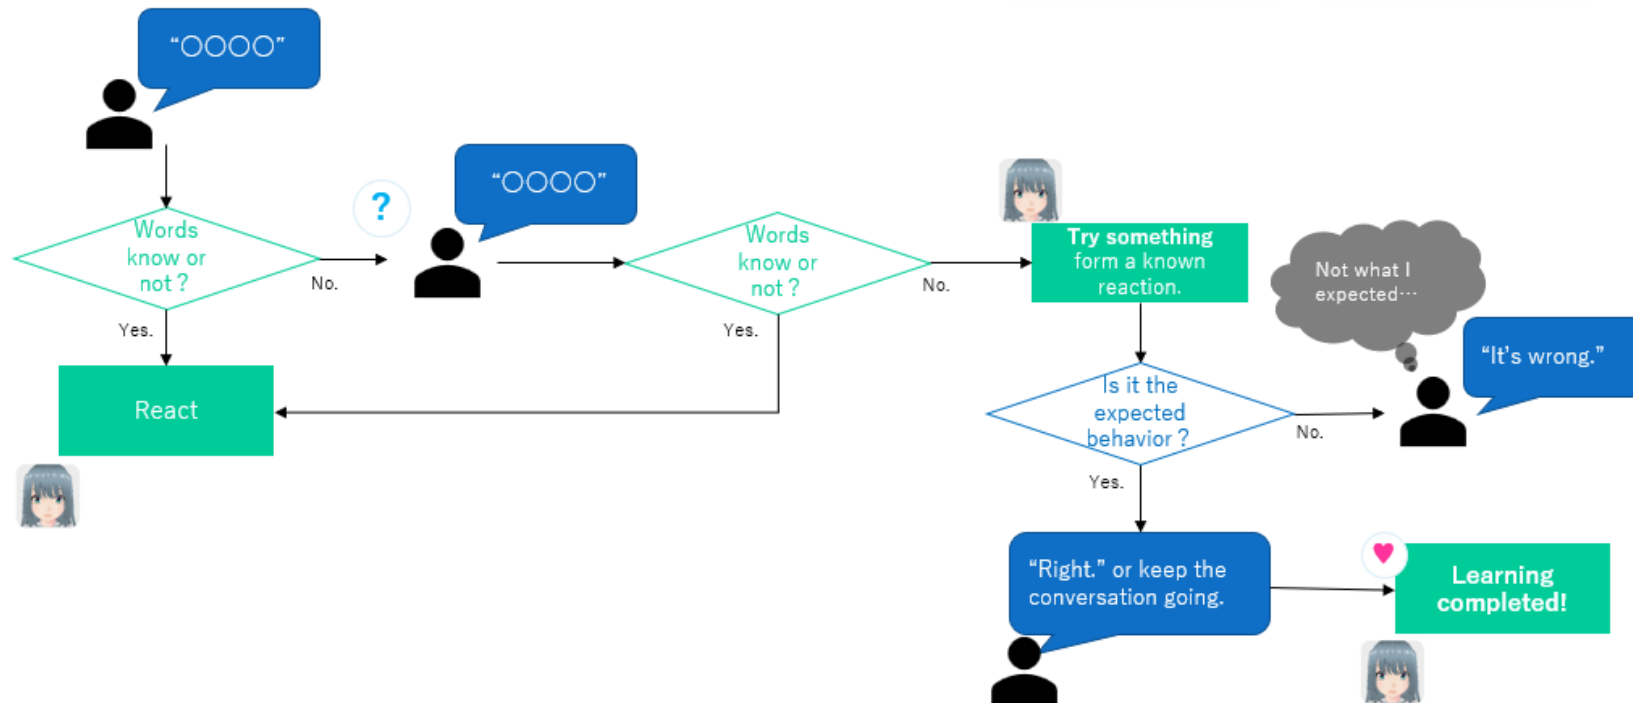 “〇〇〇〇”
Words
know or
not ?
No.
Yes.
React
?
“〇〇〇〇”
Words
know or
not ?
No.
Yes.
Try something
form a known
reaction.
Not what I
expected…
“It's wrong.”
Is it the
expected
behavior ?
No.
Yes.
“Right.” or keep the
conversation going.
Learning
completed!